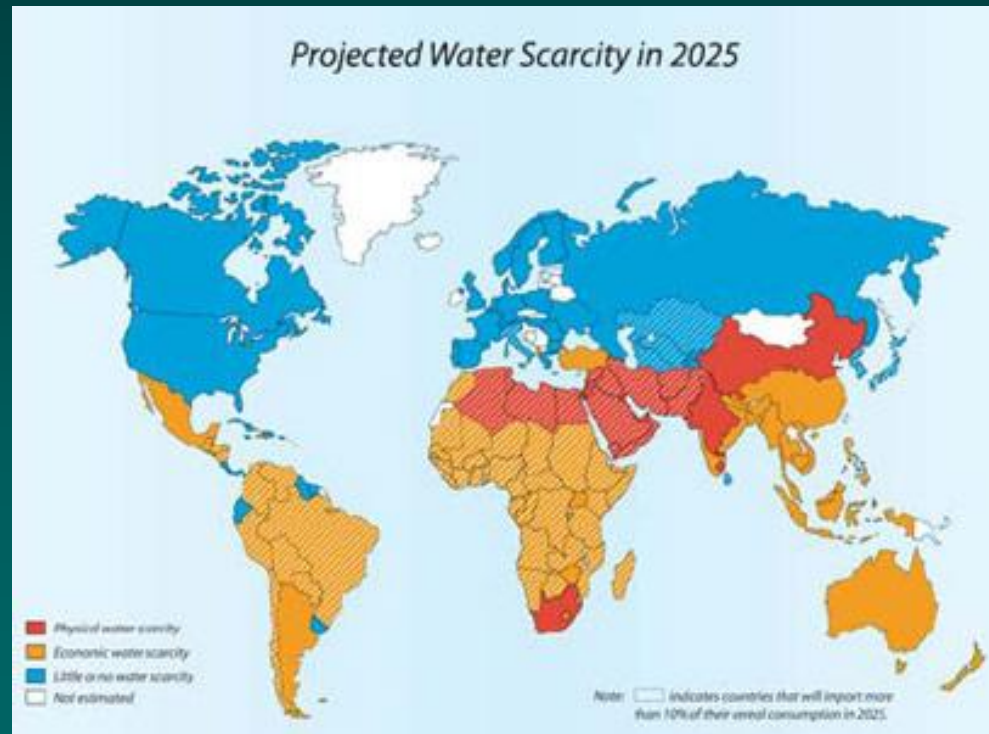 Projected Water Scarcity in 2025
Physical water scarcity
Economic water scarcity
Little or no water scarcity
Not estimated
Note: indicates countries that will import more
than 10% of their cereal consumption in 2025.